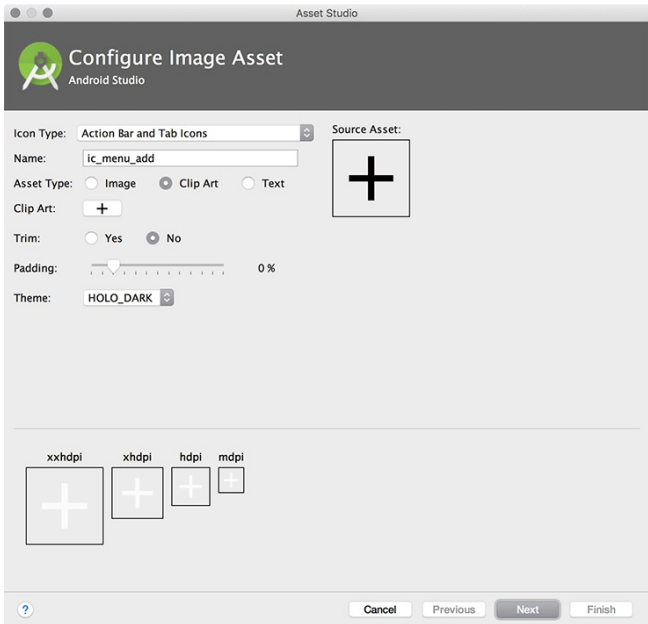 Asset Studio
Configure Image Asset
Android Studio
Icon Type: Action Bar and Tab Icons
Source Asset:
Name: ic_menu_add
Asset Type: Image Clip Art Text
Clip Art:
Trim: Yes No
Padding: 0 %
Theme: HOLO_DARK
xxhdpi xhdpi hdpi mdpi
? Cancel Previous Next Finish